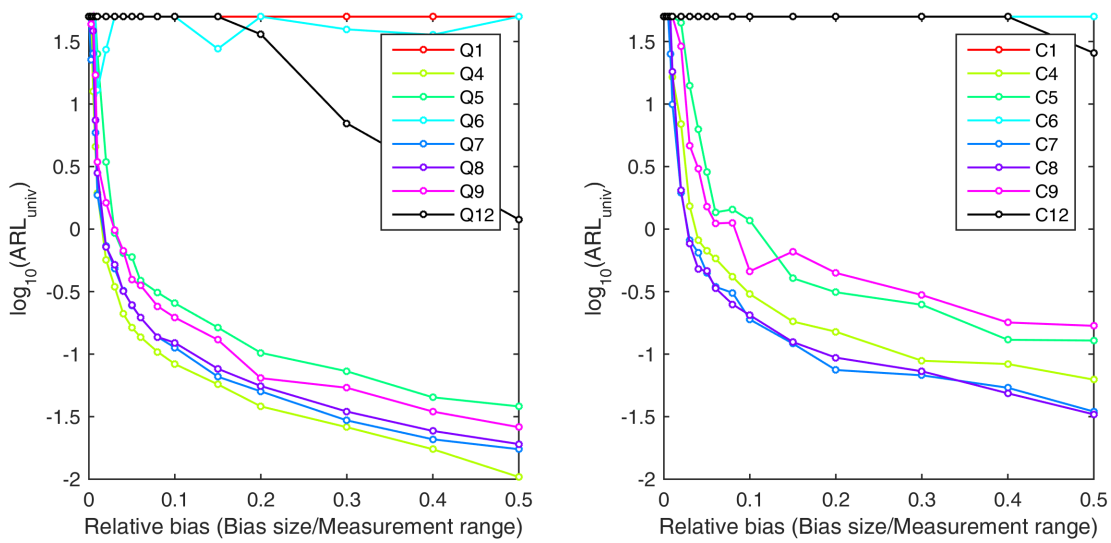 1.5
1
0.5
0
-0.5
-1
-1.5
-2
0
0.1
0.2
0.3
0.4
0.5
log10(ARLuniv)
Relative bias (Bias size/Measurement range)
Q1
Q4
Q5
Q6
Q7
Q8
Q9
Q12
1.5
1
0.5
0
-0.5
-1
-1.5
-2
0
0.1
0.2
0.3
0.4
0.5
log10(ARLuniv)
Relative bias (Bias size/Measurement range)
C1
C4
C5
C6
C7
C8
C9
C12